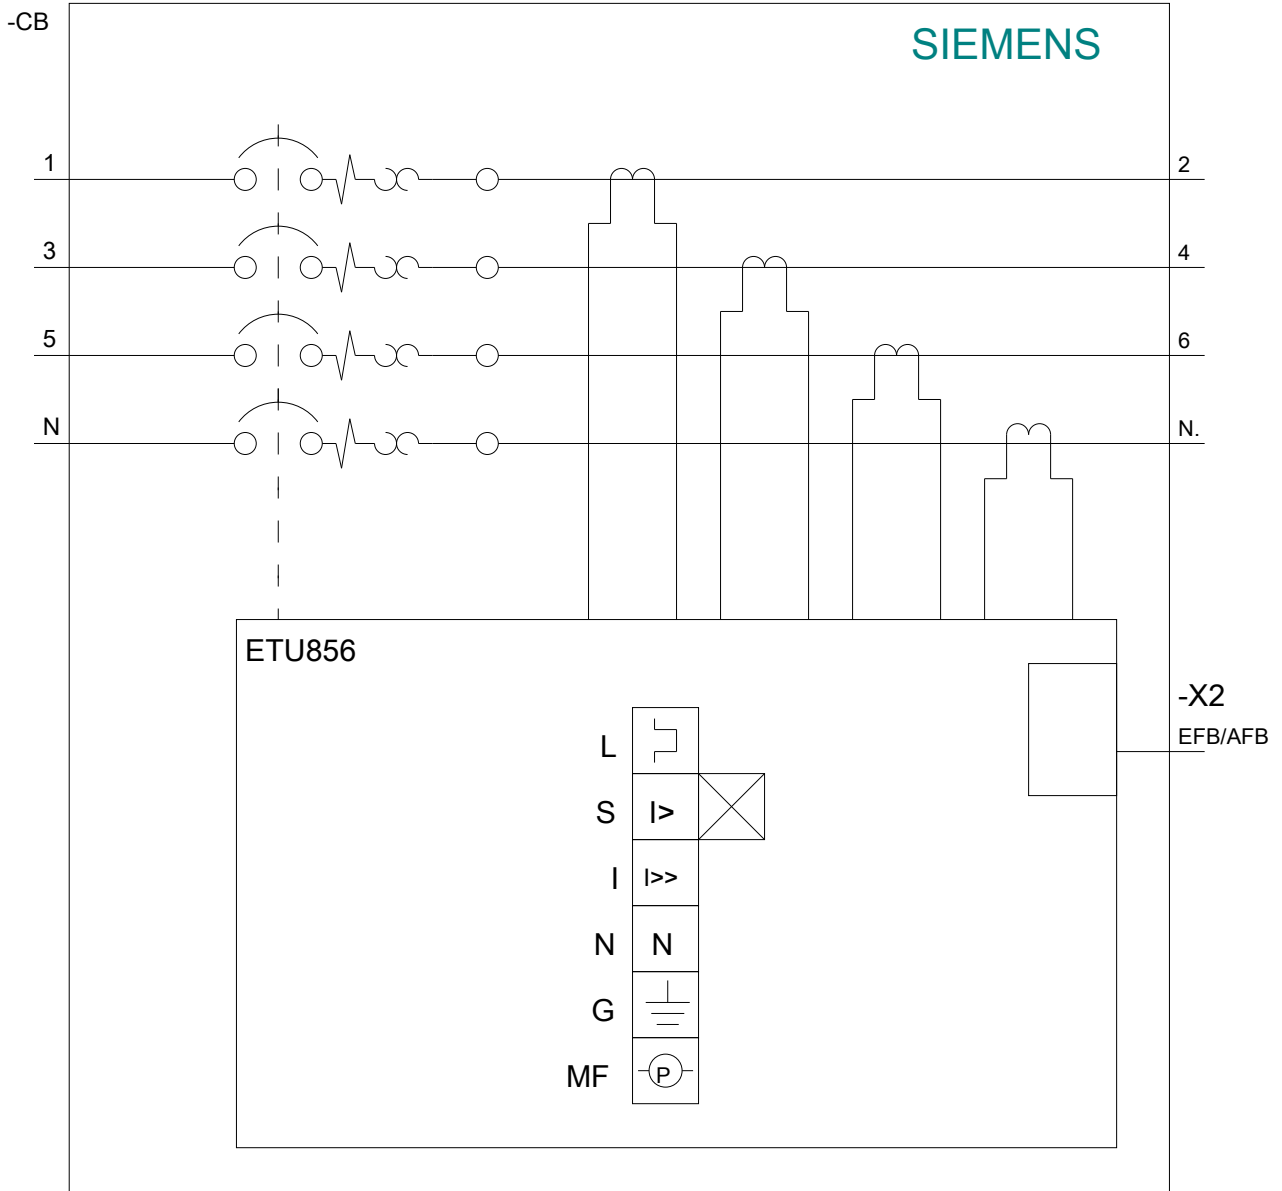 -CB
SIEMENS
1
2
3
4
5
6
N
N.
ETU856
-X2
EFB/AFB
L
S I>
I I>>
N N
G
MF P